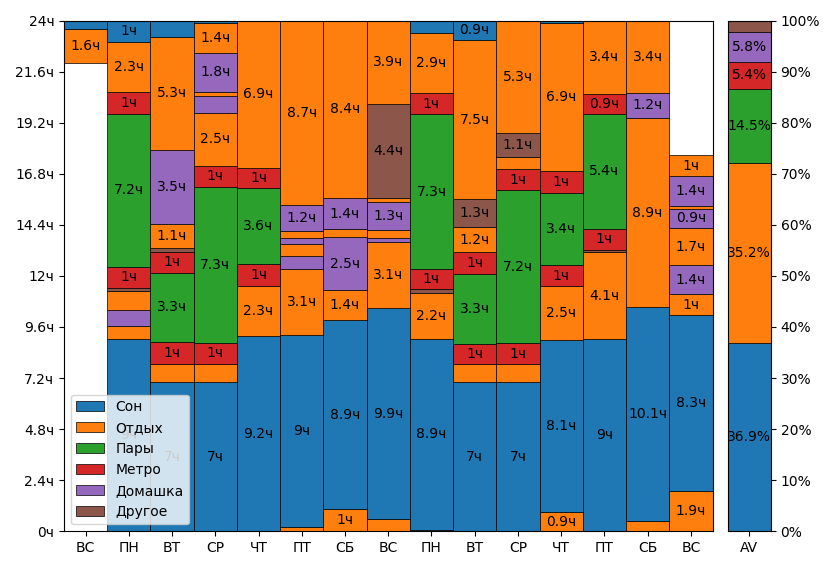 24ч 1ч 1.4ч 0.9ч 100%
1.6ч 3.9ч 3.4ч 3.4ч 5.8%
21.6ч 2.3ч 5.3ч 1.8ч 6.9ч 8.7ч 8.4ч 2.9ч 7.5ч 5.3ч 6.9ч 5.4% 90%
1ч 1ч 0.9ч 1.2ч
19.2ч 2.5ч 4.4ч 1.1ч 14.5% 80%
16.8ч 7.2ч 3.5ч 1ч 1ч 7.3ч 1ч 1ч 5.4ч 1ч 70%
14.4ч 1.1ч 7.3ч 3.6ч 1.2ч 1.4ч 1.3ч 1.3ч 7.2ч 3.4ч 8.9ч 1.4ч 60%
1.2ч 1ч 0.9ч
12ч 1ч 1ч 1ч 2.5ч 3.1ч 1ч 1ч 1ч 1.7ч 35.2% 50%
9.6ч 3.3ч 2.3ч 3.1ч 1.4ч 2.2ч 3.3ч 2.5ч 4.1ч 1.4ч 40%
1ч 1ч 1ч 1ч 1ч
7.2ч 30%
4.8ч 9.2ч 9ч 8.9ч 9.9ч 8.9ч 8.1ч 9ч 10.1ч 8.3ч 36.9% 20%
7ч 7ч 7ч 7ч
2.4ч 10%
1ч 0.9ч 1.9ч
0ч 0%
Сон
Отдых
Пары
Метро
Домашка
Другое
ВС ПН ВТ СР ЧТ ПТ СБ ВС ПН ВТ СР ЧТ ПТ СБ ВС AV